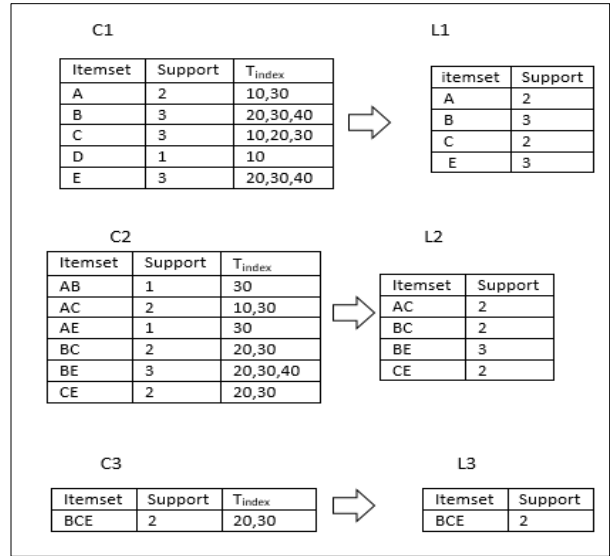 C1
Itemset Support Tindex
A 2 10,30
B 3 20,30,40
C 3 10,20,30
D 1 10
E 3 20,30,40
L1
itemset Support
A 2
B 3
C 2
E 3
C2
Itemset Support Tindex
AB 1 30
AC 2 10,30
AE 1 30
BC 2 20,30
BE 3 20,30,40
CE 2 20,30
L2
Itemset Support
AC 2
BC 2
BE 3
CE 2
C3
Itemset Support Tindex
BCE 2 20,30
L3
Itemset Support
BCE 2